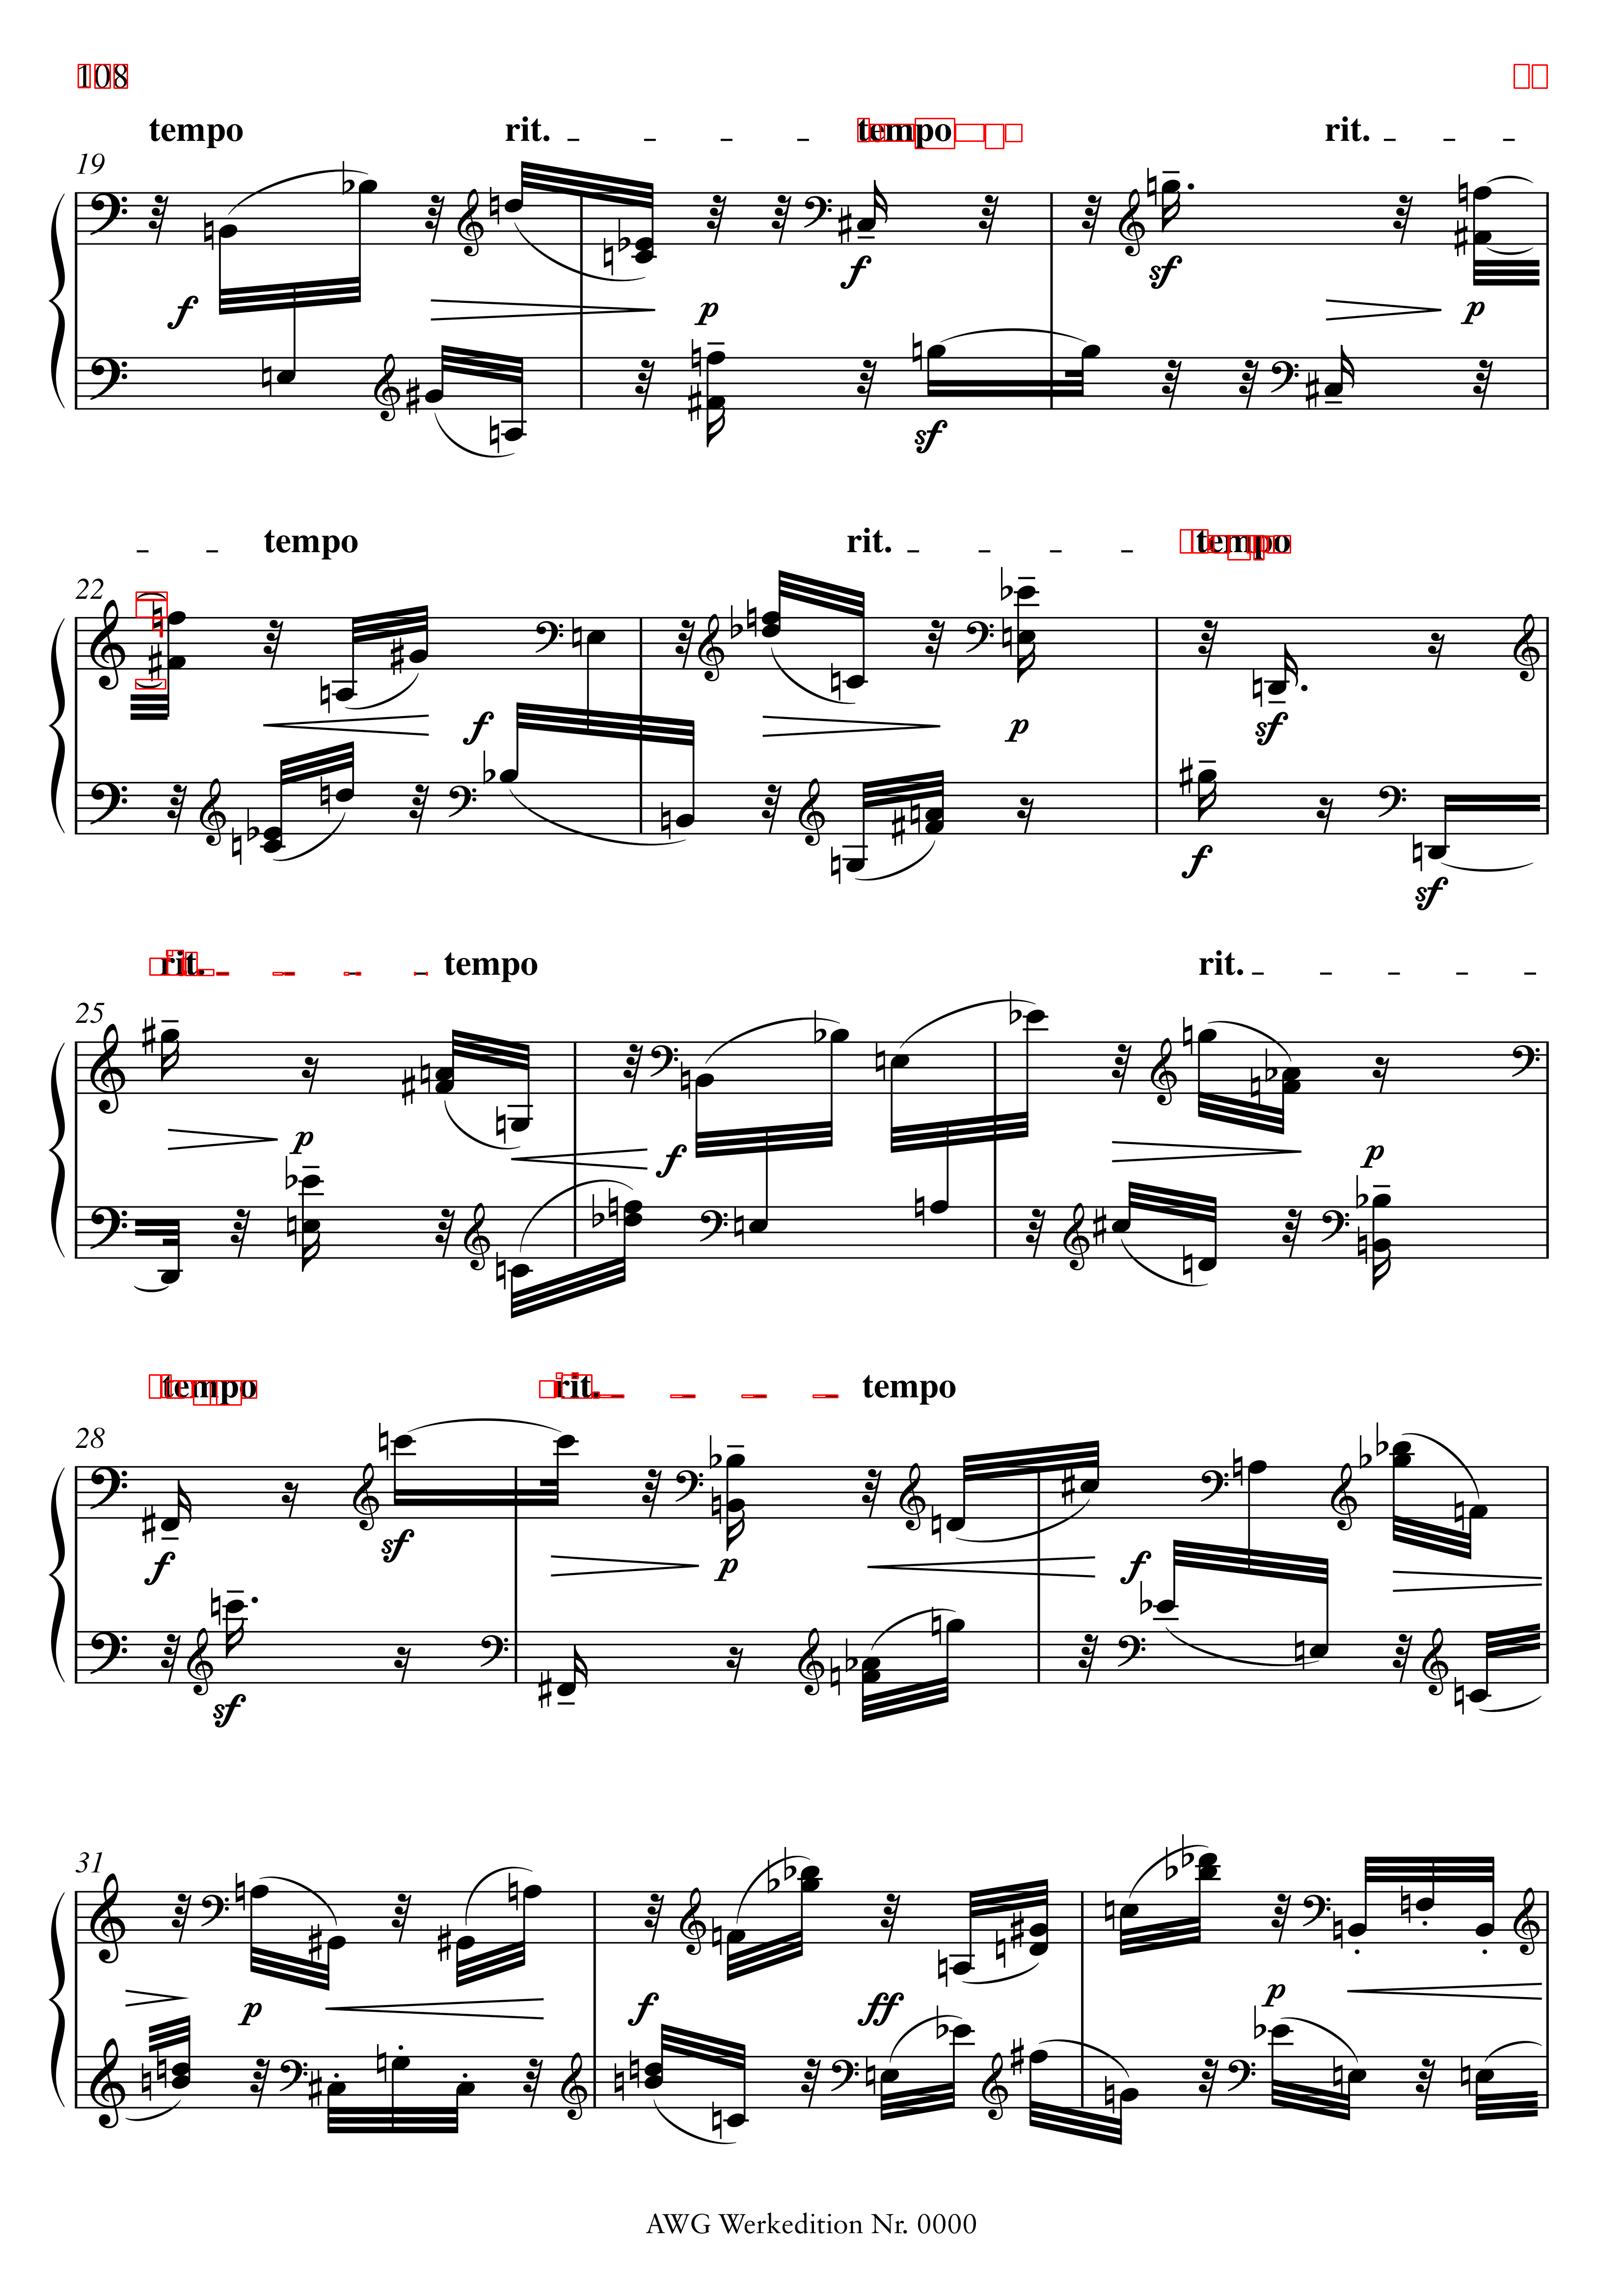 108
tempo rit. tempo rit.
19
f p f sf p
sf
tempo rit. tempo
22
f p sf
f sf
rit. tempo rit.
25
p f p
tempo rit. tempo
28
f sf p f
sf
31
p f ff p
AWG Werkedition Nr. 0000